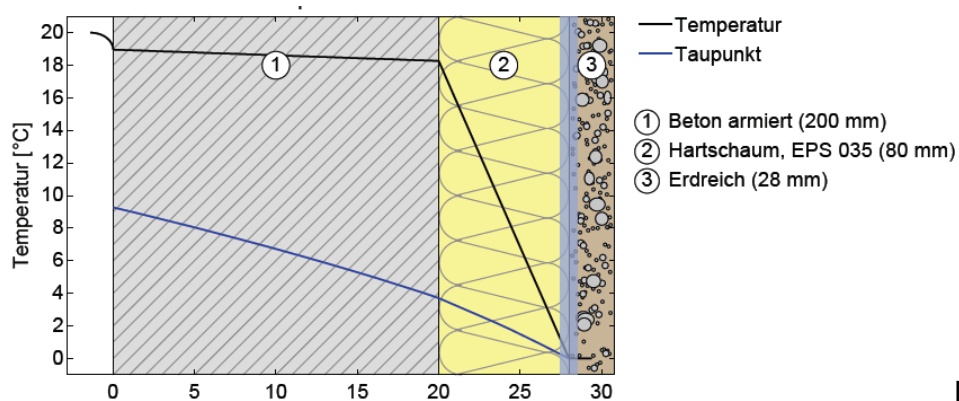 Temperatur
Taupunkt
1 Beton armiert (200 mm)
2 Hartschaum, EPS 035 (80 mm)
3 Erdreich (28 mm)
Temperatur [°C]
20
18
16
14
12
10
8
6
4
2
0
1
2
3
0 5 10 15 20 25 30